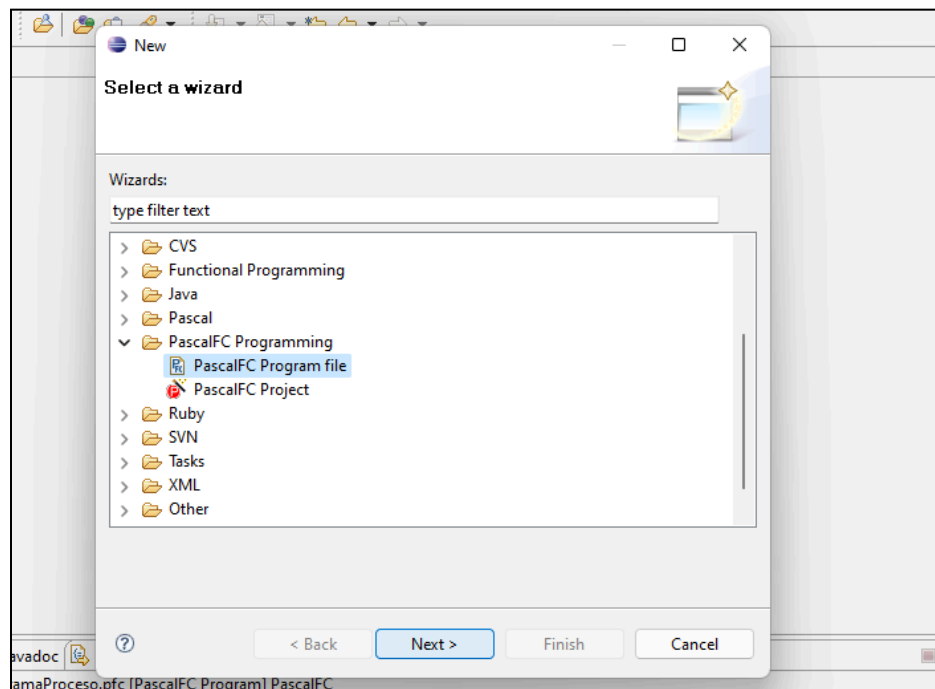 New
Select a wizard
Wizards:
type filter text
CVS
Functional Programming
Java
Pascal
PascalFC Programming
PascalFC Program file
PascalFC Project
Ruby
SVN
Tasks
XML
Other
< Back Next > Finish Cancel
avadoc
amaProceso.pfc [PascalFC Program] PascalFC